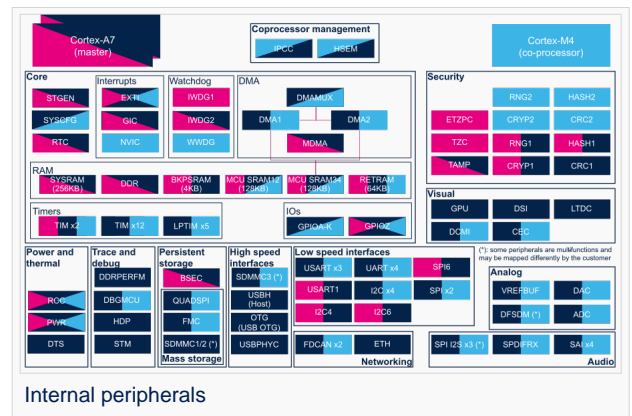 Cortex-A7
(master)
Coprocessor management
IPCC
HSEM
Cortex-M4
(co-processor)
Core
STGEN
SYSCFG
RTC
Interrupts
EXTI
GIC
NVIC
Watchdog
IWDG1
IWDG2
WWDG
DMA
DMAMUX
DMA1
DMA2
MDMA
RAM
SYSRAM
(256KB)
DDR
BKPSRAM
(4KB)
MCU SRAM12
(128KB)
MCU SRAM34
(128KB)
RETRAM
(64KB)
Timers
TIM x2
TIM x12
LPTIM x5
IOs
GPIOA-K
GPIOZ
Security
RNG2
HASH2
ETZPC
CRYP2
CRC2
TZC
RNG1
HASH1
TAMP
CRYP1
CRC1
Visual
GPU
DSI
LTDC
DCMI
CEC
(*): some peripherals are multifunctions and
may be mapped differently by the customer
Power and
thermal
RCC
PWR
DTS
Trace and
debug
DDRPERFM
DBGMCU
HDP
STM
Persistent
storage
BSEC
QUADSPI
FMC
SDMMC1/2 (*)
Mass storage
High speed
interfaces
SDMMC3 (*)
USBH
(Host)
OTG
(USB OTG)
USBPHYC
Low speed interfaces
USART x3
UART x4
SPI6
USART1
I2C x4
SPI x2
I2C4
I2C6
FDCAN x2
ETH
Networking
Analog
VREFBUF
DAC
DFSDM (*)
ADC
SPI I2S x3 (*)
SPDIFRX
SAI x4
Audio
Internal peripherals